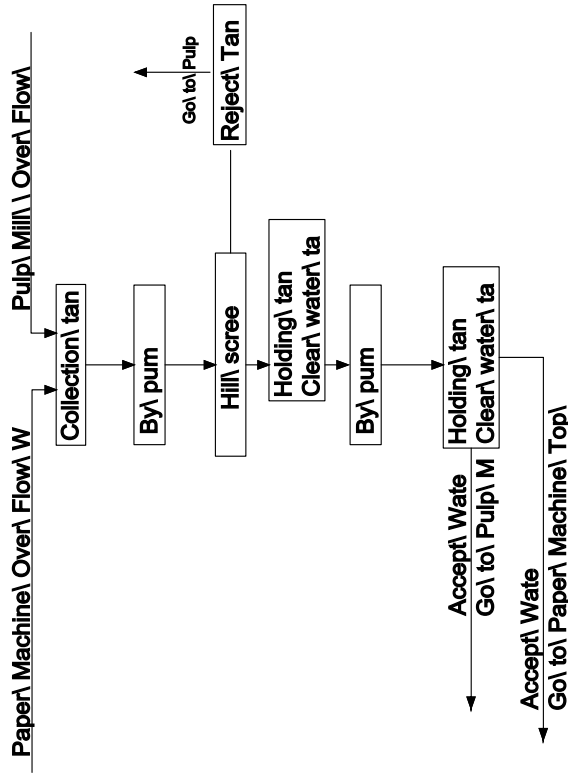 Paper\ Machine\ Over\ Flow\ W
Pulp\ Mill\ \ Over\ Flow\
Collection\ tan
By\ pum
Hill\ scree
Reject\ Tan
Go\ to\ Pulp
Holding\ tan
Clear\ water\ ta
By\ pum
Holding\ tan
Clear\ water\ ta
Accept\ Wate
Go\ to\ Pulp\ M
Accept\ Wate
Go\ to\ Paper\ Machine\ Top\